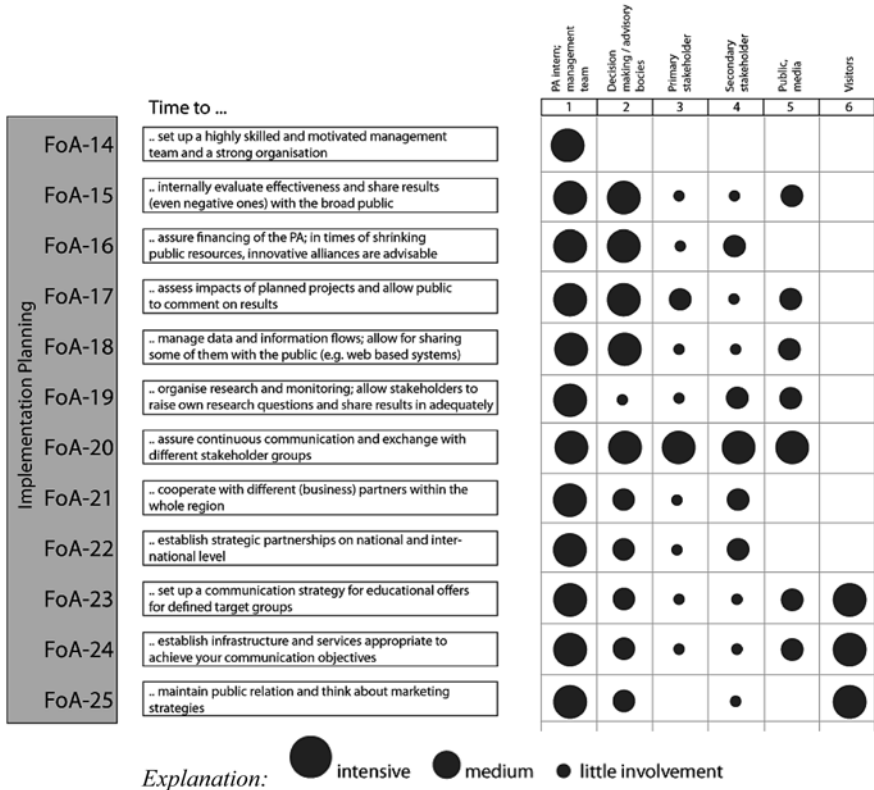 PA intern;
management
team
Decision
making / advisory
bocies
Primary
stakeholder
Secondary
stakeholder
Public,
media
Visitors
Time to ...
1 2 3 4 5 6
Implementation Planning
FoA-14
.. set up a highly skilled and motivated management
team and a strong organisation
FoA-15
.. internally evaluate effectiveness and share results
(even negative ones) with the broad public
FoA-16
.. assure financing of the PA; in times of shrinking
public resources, innovative alliances are advisable
FoA-17
.. assess impacts of planned projects and allow public
to comment on results
FoA-18
.. manage data and information flows; allow for sharing
some of them with the public (e.g. web based systems)
FoA-19
.. organise research and monitoring; allow stakeholders to
raise own research questions and share results in adequately
FoA-20
.. assure continuous communication and exchange with
different stakeholder groups
FoA-21
.. cooperate with different (business) partners within the
whole region
FoA-22
.. establish strategic partnerships on national and inter-
national level
FoA-23
.. set up a communication strategy for educational offers
for defined target groups
FoA-24
.. establish infrastructure and services appropriate to
achieve your communication objectives
FoA-25
.. maintain public relation and think about marketing
strategies
Explanation: intensive medium little involvement